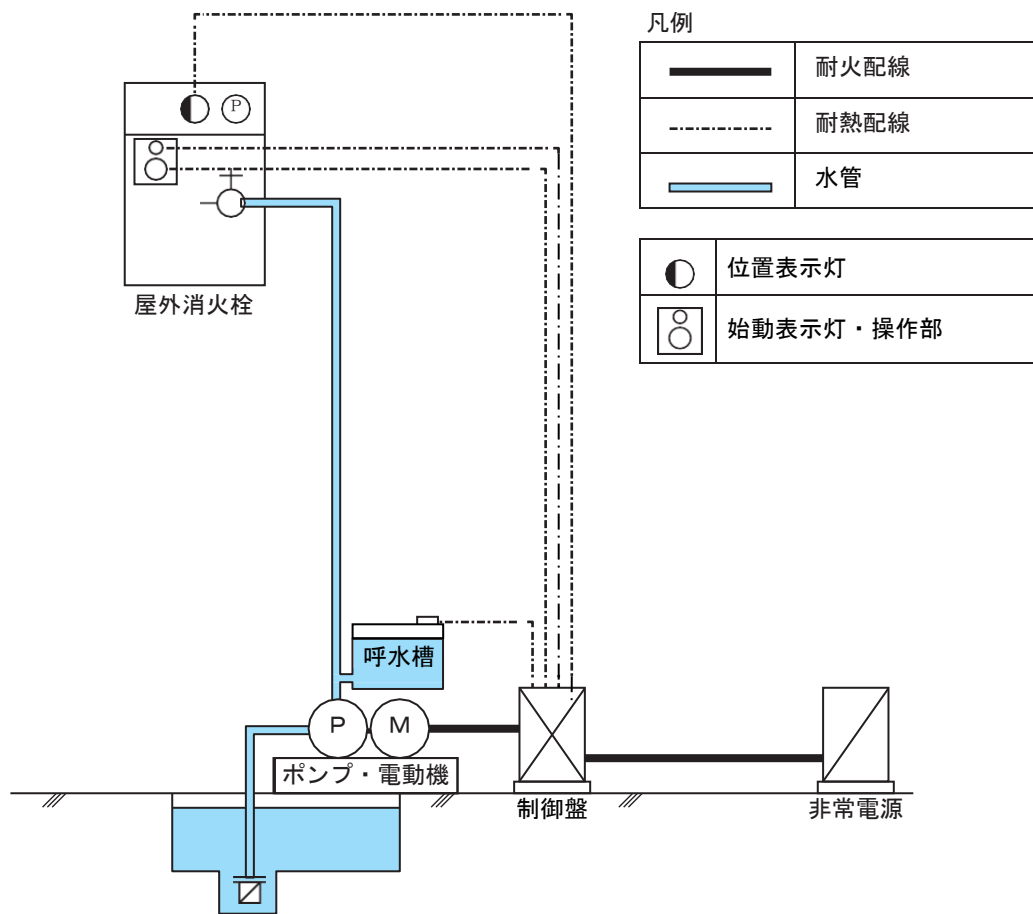 凡例
耐火配線
P
耐熱配線
水管
位置表示灯
屋外消火栓
始動表示灯・操作部
呼水槽
P M
ポンプ・電動機
制御盤
非常電源